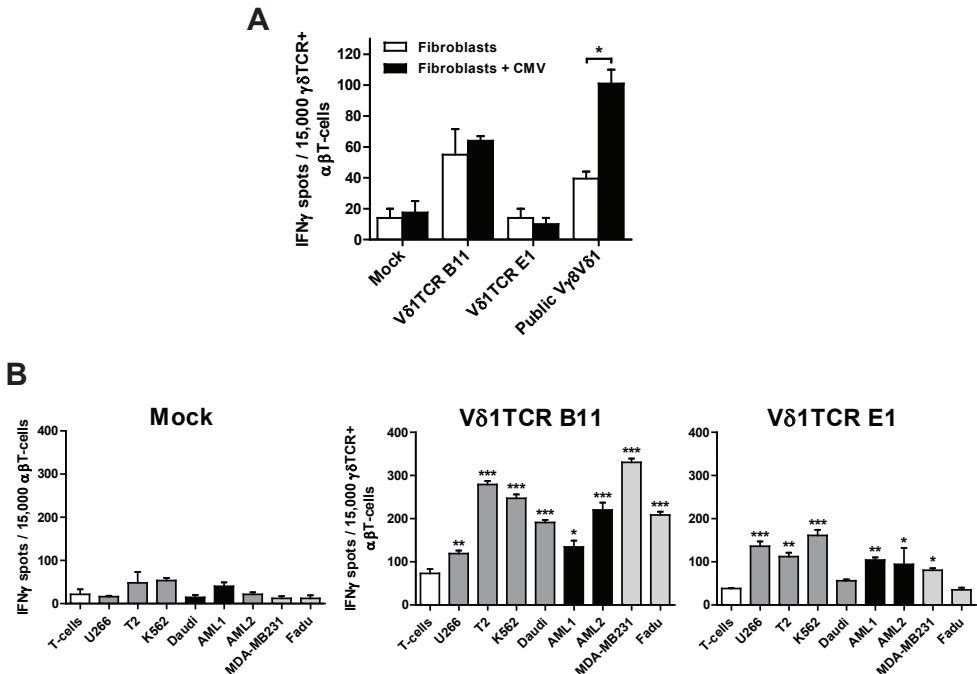 A
Fibroblasts
Fibroblasts + CMV
*
IFNγ spots / 15,000 γδTCR+
αβT-cells
120
100
80
60
40
20
0
Mock
Vδ1TCR B11
Vδ1TCR E1
Public Vγ8Vδ1
B
Mock
IFNγ spots / 15,000 αβT-cells
400
300
200
100
0
T-cells
U266
T2
K562
Daudi
AML1
AML2
MDA-MB231
Fadu
Vδ1TCR B11
IFNγ spots / 15,000 γδTCR+
αβT-cells
400
300
200
100
0
**
***
***
***
*
***
***
***
T-cells
U266
T2
K562
Daudi
AML1
AML2
MDA-MB231
Fadu
Vδ1TCR E1
400
300
200
100
0
***
**
***
**
*
*
T-cells
U266
T2
K562
Daudi
AML1
AML2
MDA-MB231
Fadu